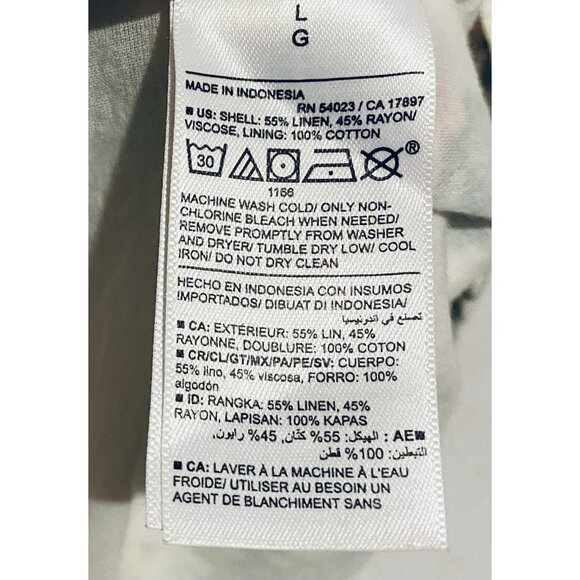 L
G
MADE IN INDONESIA
RN 54023 / CA 17897
■ US: SHELL: 55% LINEN, 45% RAYON/
VISCOSE, LINING: 100% COTTON
30
®
1166
MACHINE WASH COLD/ ONLY NON-
CHLORINE BLEACH WHEN NEEDED/
REMOVE PROMPTLY FROM WASHER
AND DRYER/ TUMBLE DRY LOW/ COOL
IRON/ DO NOT DRY CLEAN
HECHO EN INDONESIA CON INSUMOS
IMPORTADOS/ DIBUAT DI INDONESIA/
تصنع في أندرنيسيا
■ CA: EXTÉRIEUR: 55% LIN, 45%
RAYONNE, DOUBLURE: 100% COTON
■ CR/CL/GT/MX/PA/PE/SV: CUERPO:
55% lino, 45% viscosa, FORRO: 100%
algodón
■ ID: RANGKA: 55% LINEN, 45%
RAYON, LAPISAN: 100% KAPAS
■AE: الهيكل: 55% كتّان, 45% رايون,
التبطين: 100% قطن
■ CA: LAVER À LA MACHINE À L'EAU
FROIDE/ UTILISER AU BESOIN UN
AGENT DE BLANCHIMENT SANS